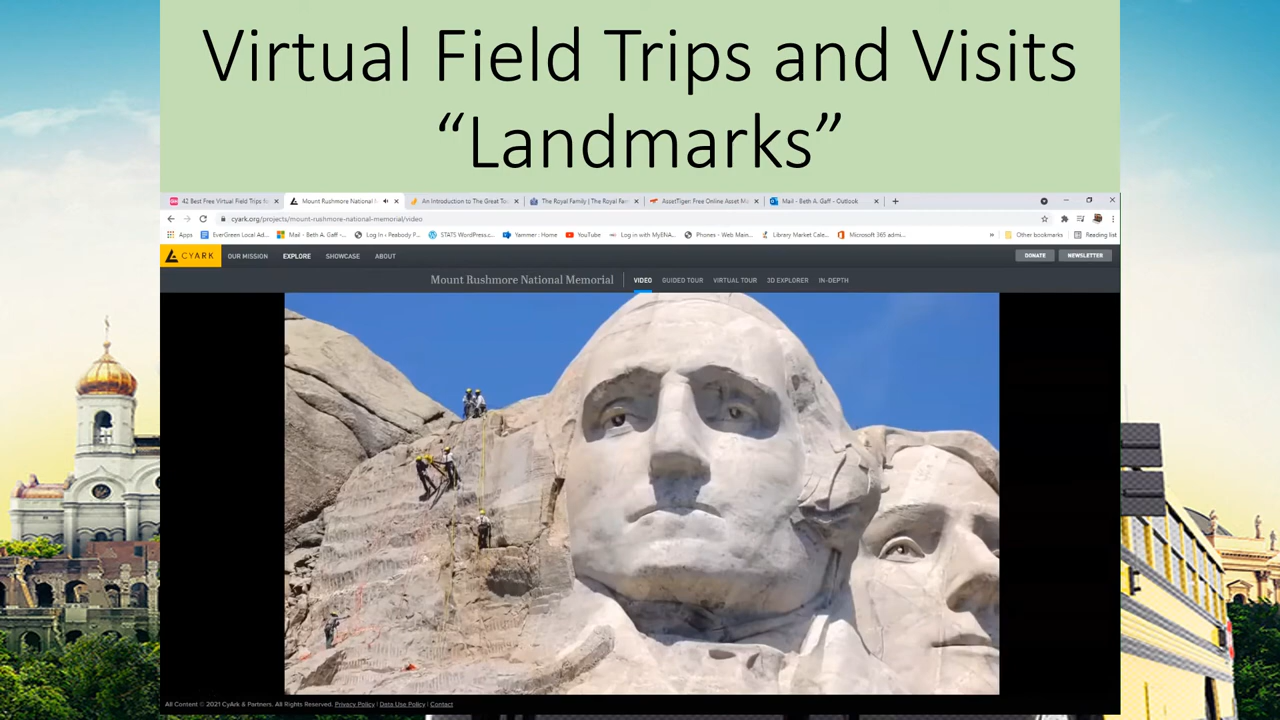 Virtual Field Trips and Visits
“Landmarks”
42 Best Free Virtual Field Trips fo
Mount Rushmore National M
An Introduction to The Great To
The Royal Family | The Royal Fam
AssetTiger: Free Online Asset Ma
Mail - Beth A. Gaff - Outlook
cyark.org/projects/mount-rushmore-national-memorial/video
Apps
EverGreen Local Ad...
Mail - Beth A. Gaff -...
Log In ‹ Peabody P...
STATS WordPress.c...
Yammer : Home
YouTube
Log in with MyENA...
Phones - Web Main...
Library Market Cale...
Microsoft 365 admi...
»
Other bookmarks
Reading list
CYARK
OUR MISSION
EXPLORE
SHOWCASE
ABOUT
DONATE
NEWSLETTER
Mount Rushmore National Memorial
VIDEO
GUIDED TOUR
VIRTUAL TOUR
3D EXPLORER
IN-DEPTH
All Content © 2021 CyArk & Partners. All Rights Reserved. Privacy Policy | Data Use Policy | Contact